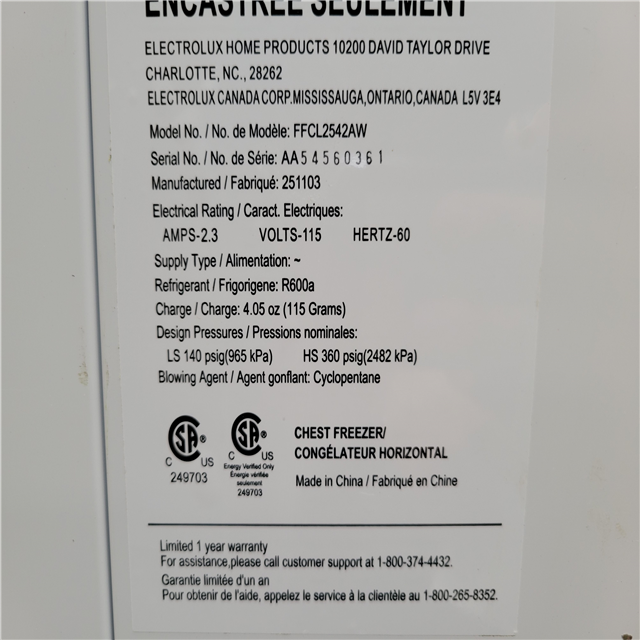 ENCASTREE SEULEMENT
ELECTROLUX HOME PRODUCTS 10200 DAVID TAYLOR DRIVE
CHARLOTTE, NC., 28262
ELECTROLUX CANADA CORP.MISSISSAUGA,ONTARIO,CANADA L5V 3E4
Model No. / No. de Modèle: FFCL2542AW
Serial No. / No. de Série: AA54560361
Manufactured / Fabriqué: 251103
Electrical Rating / Caract. Electriques:
AMPS-2.3 VOLTS-115 HERTZ-60
Supply Type / Alimentation: ~
Refrigerant / Frigorigene: R600a
Charge / Charge: 4.05 oz (115 Grams)
Design Pressures / Pressions nominales:
LS 140 psig(965 kPa) HS 360 psig(2482 kPa)
Blowing Agent / Agent gonflant: Cyclopentane
SA ® C US 249703
SA ® C US
Energy Verified Only
Énergie vérifiée
seulement
249703
CHEST FREEZER/
CONGÉLATEUR HORIZONTAL
Made in China / Fabriqué en Chine
Limited 1 year warranty
For assistance,please call customer support at 1-800-374-4432.
Garantie limitée d'un an
Pour obtenir de l'aide, appelez le service à la clientèle au 1-800-265-8352.